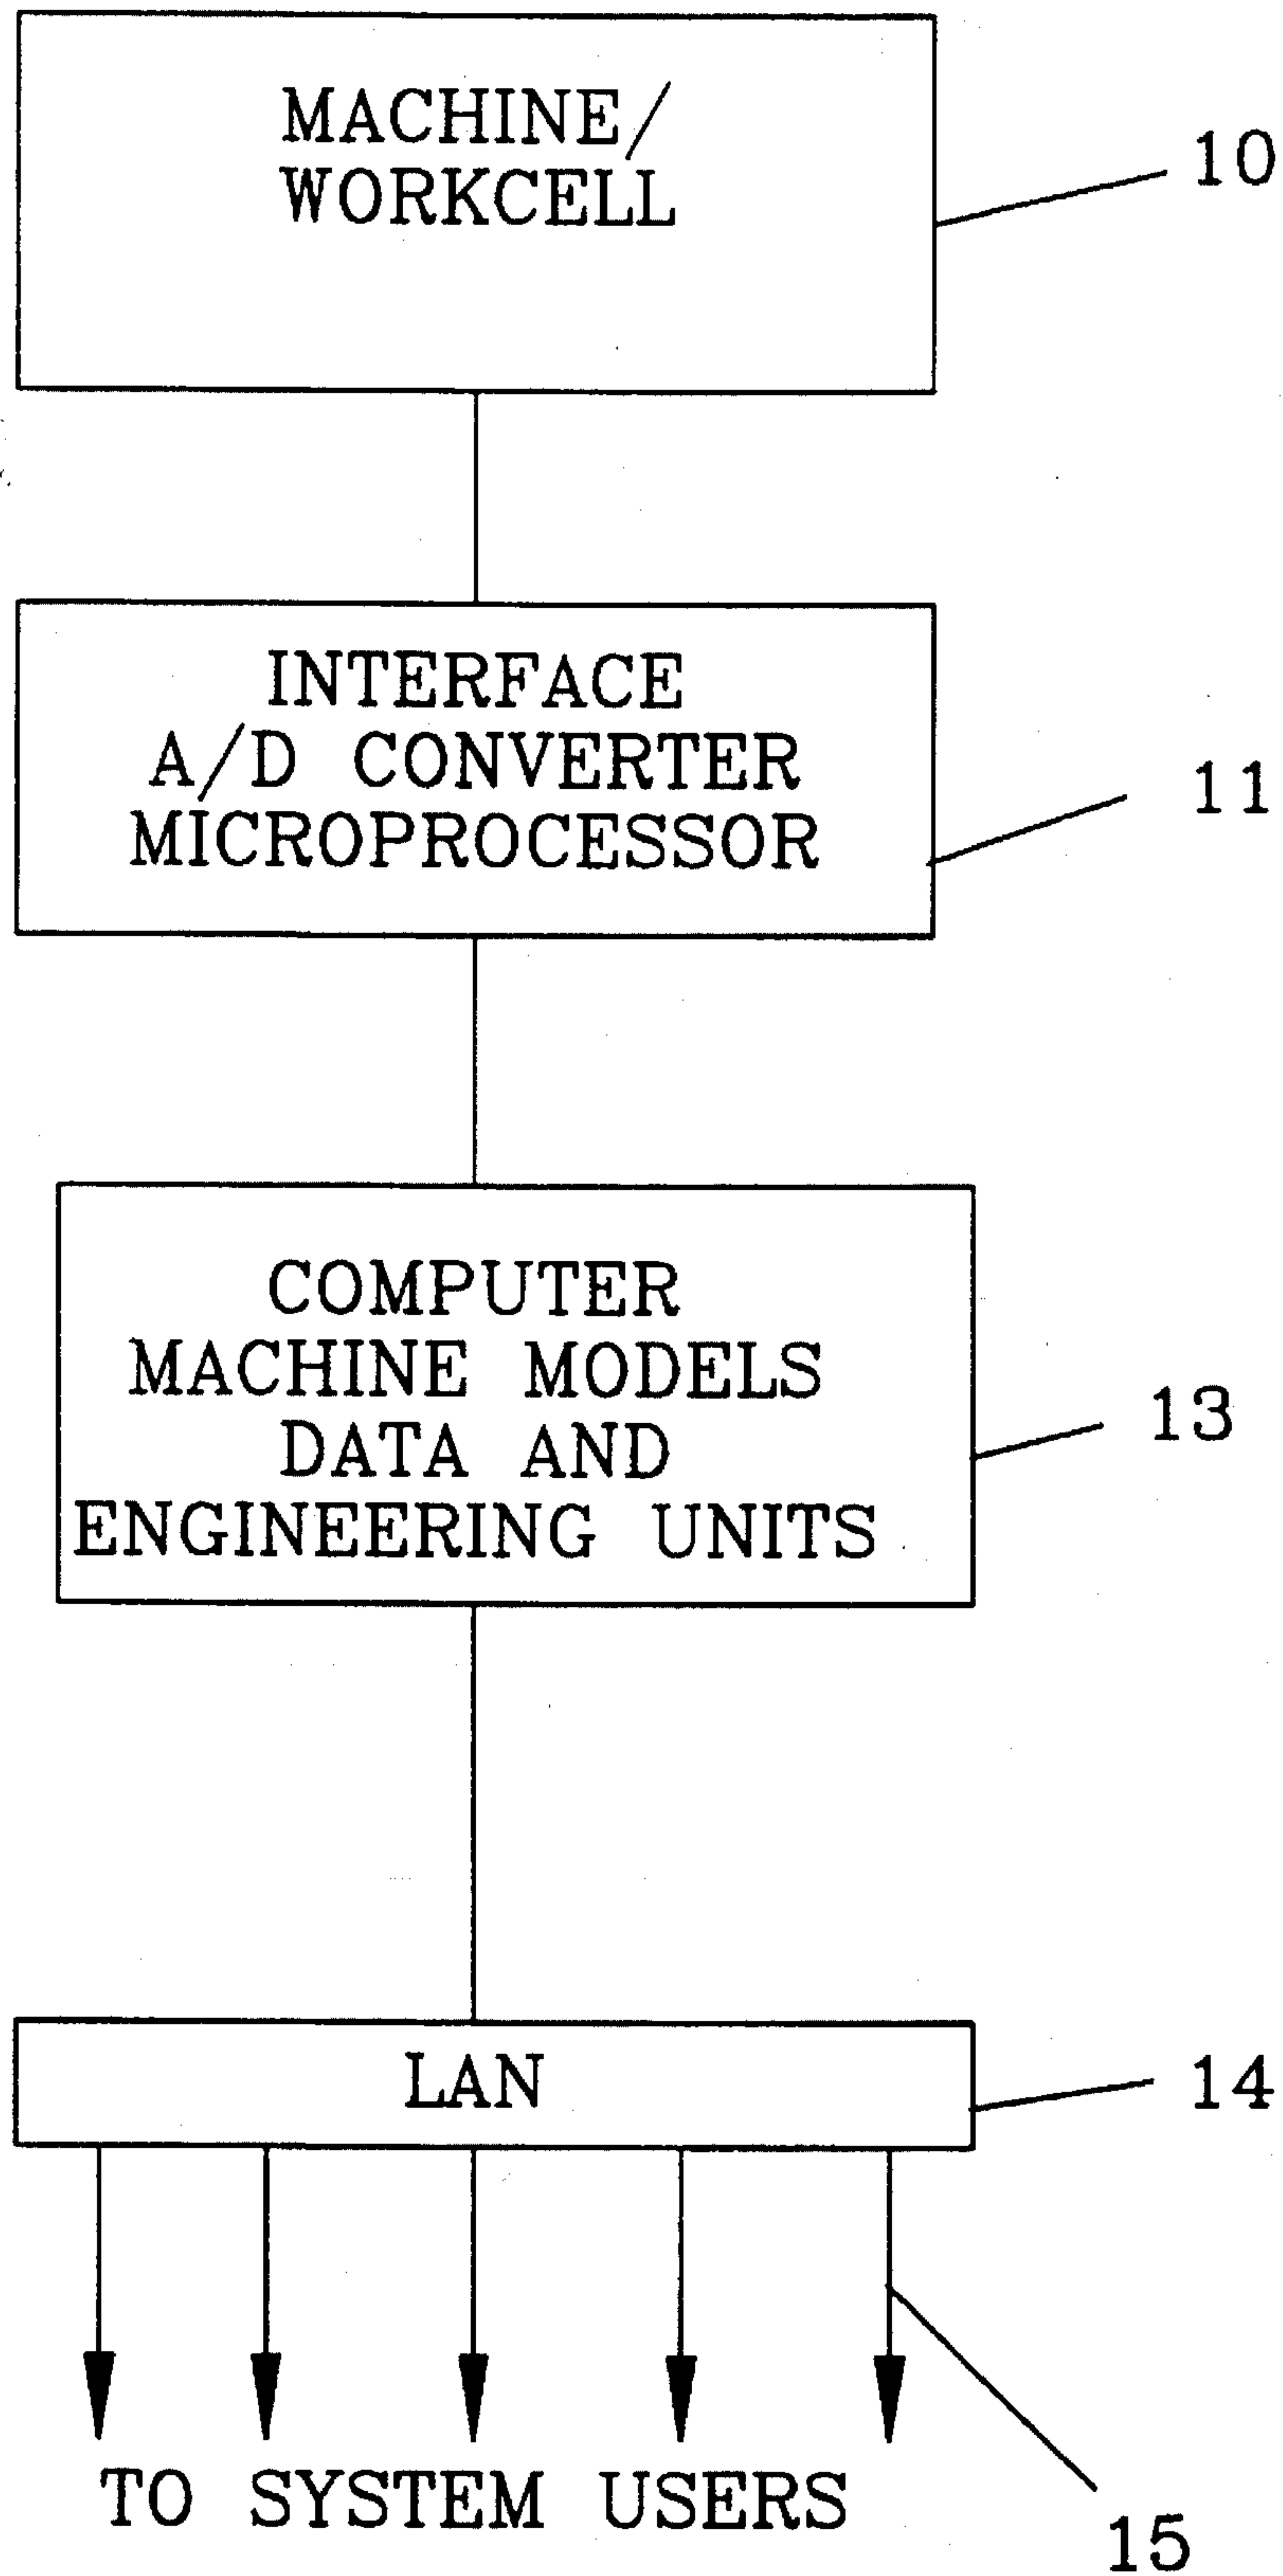 MACHINE/
WORKCELL
10
INTERFACE
A/D CONVERTER
MICROPROCESSOR
11
COMPUTER
MACHINE MODELS
DATA AND
ENGINEERING UNITS
13
LAN
14
TO SYSTEM USERS
15